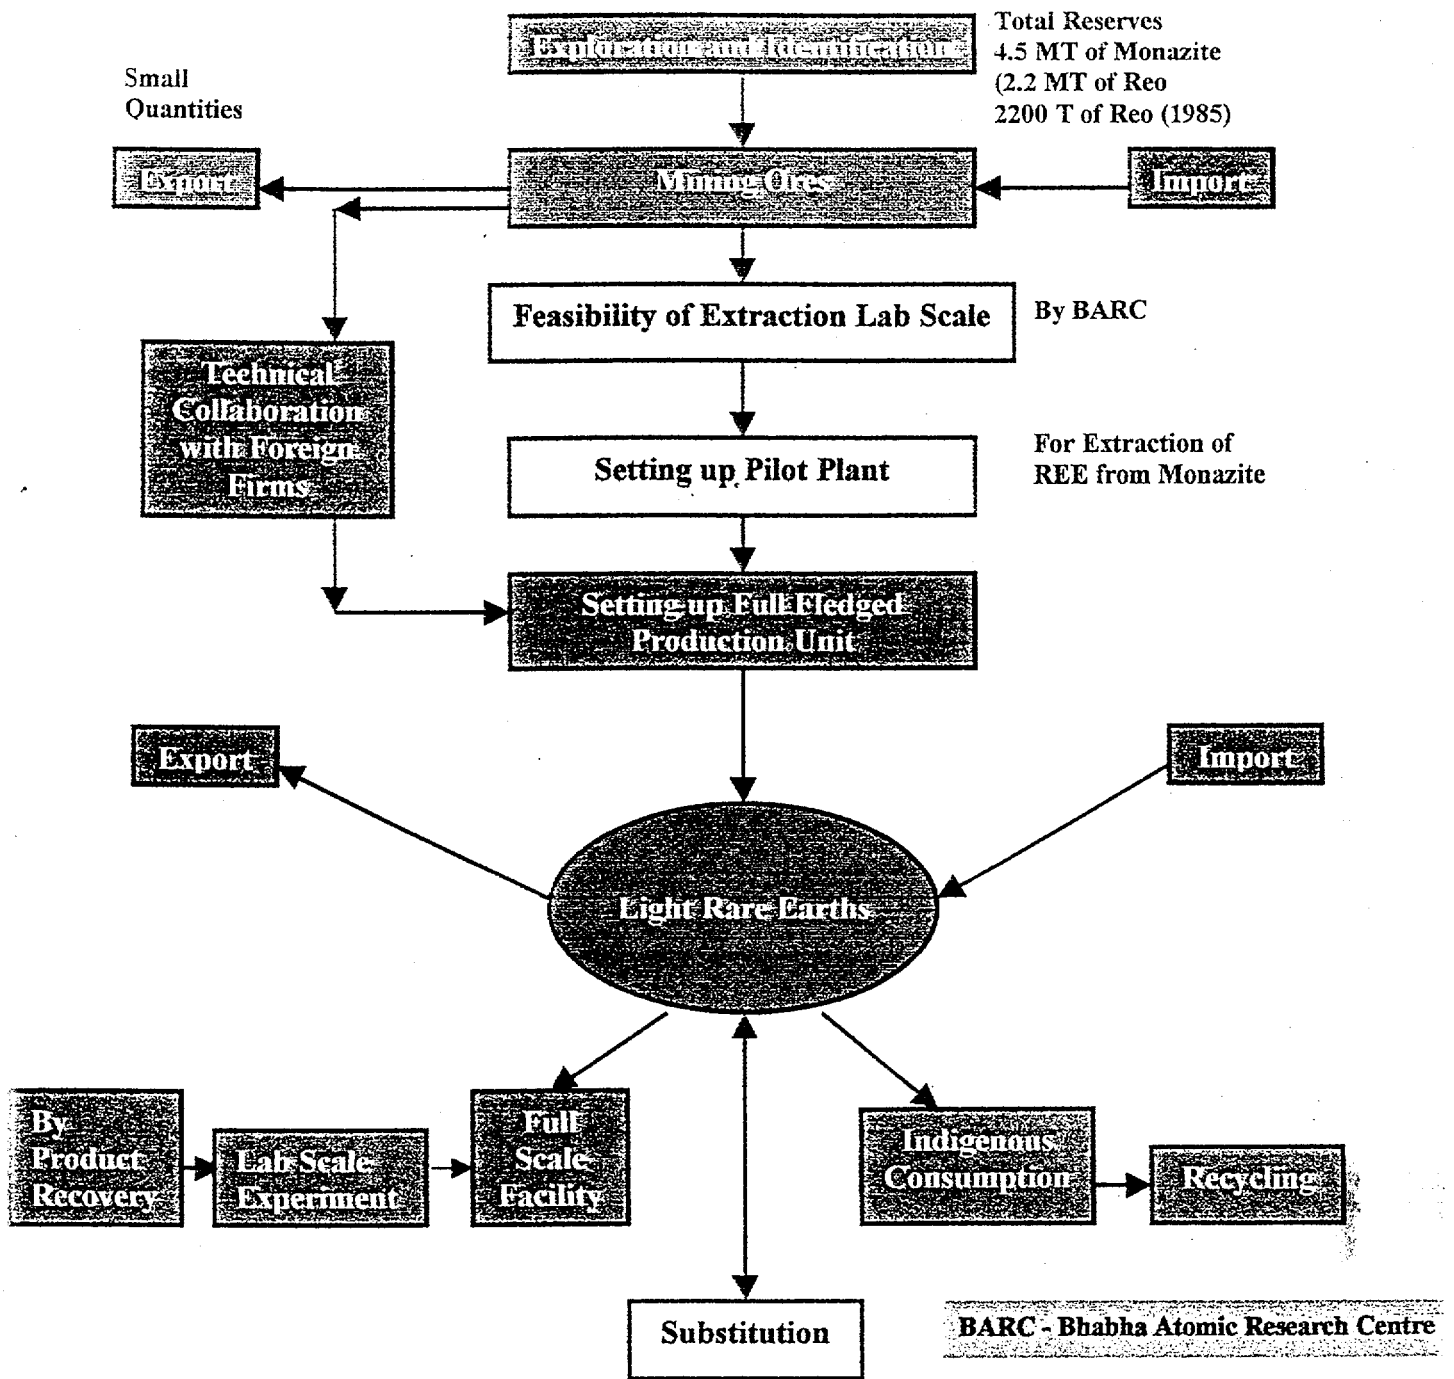 Exploration and Identification
Total Reserves
4.5 MT of Monazite
(2.2 MT of Reo
2200 T of Reo (1985)
Small
Quantities
Export
Mining Ores
Import
Feasibility of Extraction Lab Scale
By BARC
Technical
Collaboration
with Foreign
Firms
Setting up Pilot Plant
For Extraction of
REE from Monazite
Setting up Full Fledged
Production Unit
Export
Import
Light Rare Earths
By
Product
Recovery
Lab Scale
Experiment
Full
Scale
Facility
Indigenous
Consumption
Recycling
Substitution
BARC - Bhabha Atomic Research Centre